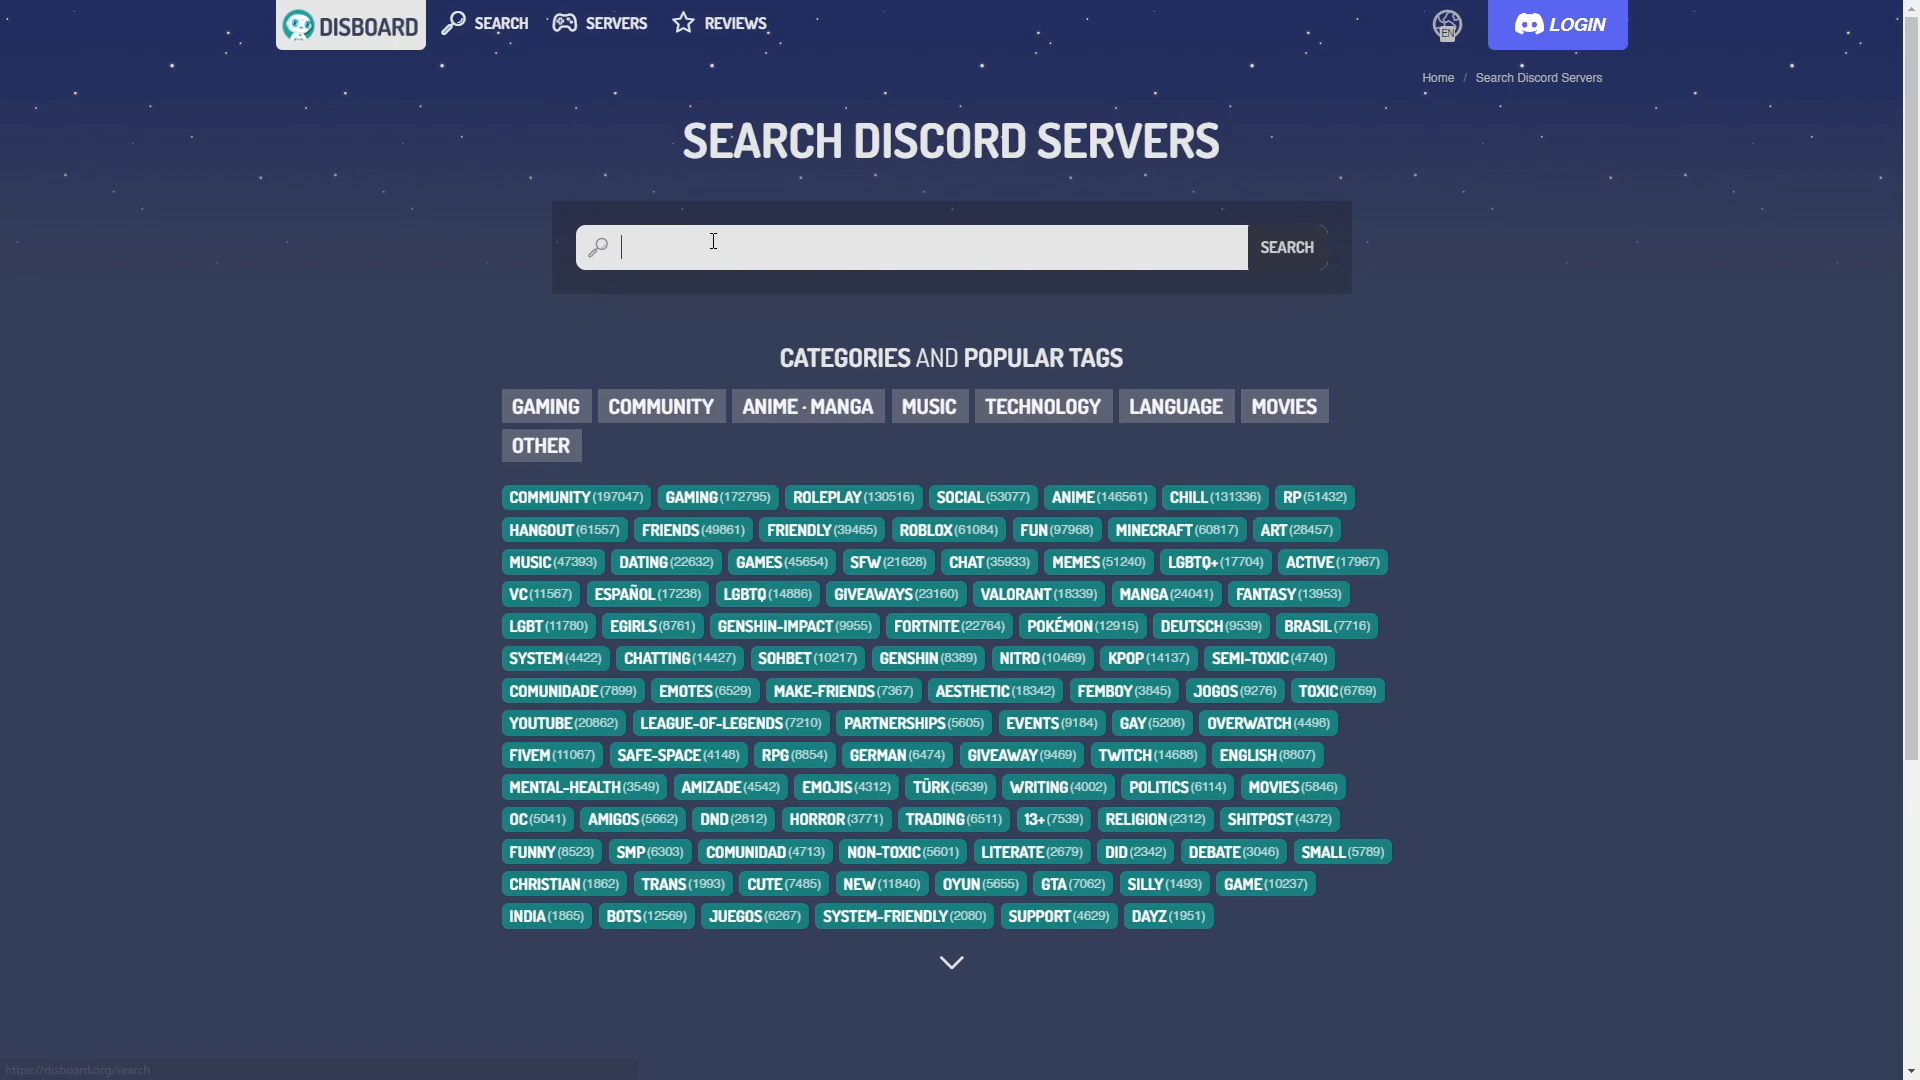 DISBOARD SEARCH SERVERS REVIEWS EN LOGIN
Home / Search Discord Servers
SEARCH DISCORD SERVERS
SEARCH
CATEGORIES AND POPULAR TAGS
GAMING COMMUNITY ANIME · MANGA MUSIC TECHNOLOGY LANGUAGE MOVIES
OTHER
COMMUNITY(197047) GAMING(172795) ROLEPLAY(130516) SOCIAL(53077) ANIME(146561) CHILL(131336) RP(51432)
HANGOUT(61557) FRIENDS(49861) FRIENDLY(39465) ROBLOX(61084) FUN(97968) MINECRAFT(60817) ART(28457)
MUSIC(47393) DATING(22632) GAMES(45654) SFW(21628) CHAT(35933) MEMES(51240) LGBTQ+(17704) ACTIVE(17967)
VC(11567) ESPAÑOL(17238) LGBTQ(14886) GIVEAWAYS(23160) VALORANT(18339) MANGA(24041) FANTASY(13953)
LGBT(11780) EGIRLS(8761) GENSHIN-IMPACT(9955) FORTNITE(22764) POKÉMON(12915) DEUTSCH(9539) BRASIL(7716)
SYSTEM(4422) CHATTING(14427) SOHBET(10217) GENSHIN(8389) NITRO(10469) KPOP(14137) SEMI-TOXIC(4740)
COMUNIDADE(7899) EMOTES(6529) MAKE-FRIENDS(7367) AESTHETIC(18342) FEMBOY(3845) JOGOS(9276) TOXIC(6769)
YOUTUBE(20862) LEAGUE-OF-LEGENDS(7210) PARTNERSHIPS(5605) EVENTS(9184) GAY(5208) OVERWATCH(4498)
FIVEM(11067) SAFE-SPACE(4148) RPG(8854) GERMAN(6474) GIVEAWAY(9469) TWITCH(14688) ENGLISH(8807)
MENTAL-HEALTH(3549) AMIZADE(4542) EMOJIS(4312) TÜRK(5639) WRITING(4002) POLITICS(6114) MOVIES(5846)
OC(5041) AMIGOS(5662) DND(2812) HORROR(3771) TRADING(6511) 13+(7539) RELIGION(2312) SHITPOST(4372)
FUNNY(8523) SMP(6303) COMUNIDAD(4713) NON-TOXIC(5601) LITERATE(2679) DID(2342) DEBATE(3046) SMALL(5789)
CHRISTIAN(1862) TRANS(1993) CUTE(7485) NEW(11840) OYUN(5655) GTA(7062) SILLY(1493) GAME(10237)
INDIA(1865) BOTS(12569) JUEGOS(6267) SYSTEM-FRIENDLY(2080) SUPPORT(4629) DAYZ(1951)
https://disboard.org/search